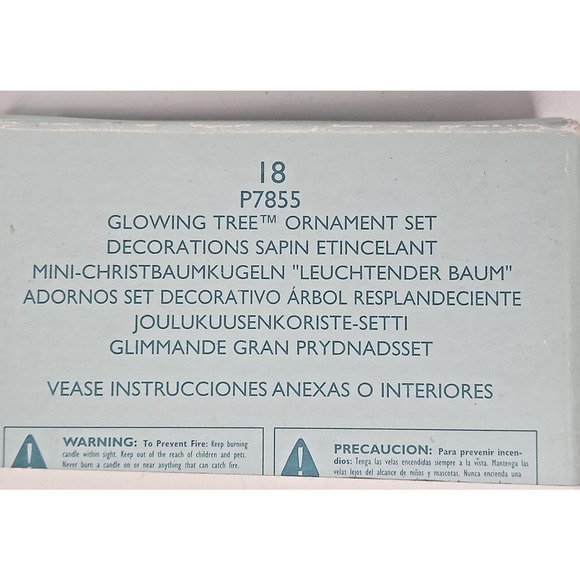 18
P7855
GLOWING TREE™ ORNAMENT SET
DECORATIONS SAPIN ETINCELANT
MINI-CHRISTBAUMKUGELN "LEUCHTENDER BAUM"
ADORNOS SET DECORATIVO ÁRBOL RESPLANDECIENTE
JOULUKUUSENKORISTE-SETTI
GLIMMANDE GRAN PRYDNADSSET
VEASE INSTRUCCIONES ANEXAS O INTERIORES
WARNING: To Prevent Fire: Keep burning
candle within sight. Keep out of the reach of children and pets.
Never burn a candle on or near anything that can catch fire.
PRECAUCION: Para prevenir incen-
dios: Tenga las velas encendidas siempre a la vista. Mantenga las
velas lejos del alcance de niños y mascotas. Nunca encienda una